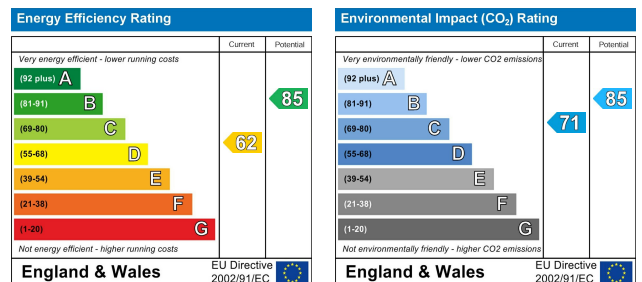 Energy Efficiency Rating
Current Potential
Very energy efficient - lower running costs
(92 plus) A
(81-91) B
85
(69-80) C
62
(55-68) D
(39-54) E
(21-38) F
(1-20) G
Not energy efficient - higher running costs
England & Wales
EU Directive
2002/91/EC
Environmental Impact (CO₂) Rating
Current Potential
Very environmentally friendly - lower CO2 emissions
(92 plus) A
(81-91) B
85
(69-80) C
71
(55-68) D
(39-54) E
(21-38) F
(1-20) G
Not environmentally friendly - higher CO2 emissions
England & Wales
EU Directive
2002/91/EC